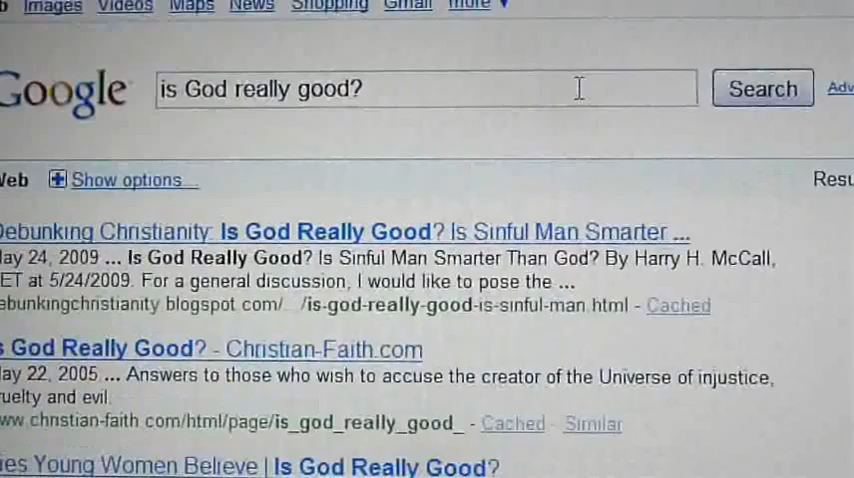 Images Videos Maps News Shopping Gmail more ▼
Google is God really good? Search Adv
Web Show options... Resu
Debunking Christianity: Is God Really Good? Is Sinful Man Smarter ...
May 24, 2009 ... Is God Really Good? Is Sinful Man Smarter Than God? By Harry H. McCall,
ET at 5/24/2009. For a general discussion, I would like to pose the ...
ebunkingchristianity.blogspot.com/.../is-god-really-good-is-sinful-man.html - Cached
s God Really Good? - Christian-Faith.com
May 22, 2005 ... Answers to those who wish to accuse the creator of the Universe of injustice,
ruelty and evil.
ww.christian-faith.com/html/page/is_god_really_good_ - Cached - Similar
ies Young Women Believe | Is God Really Good?